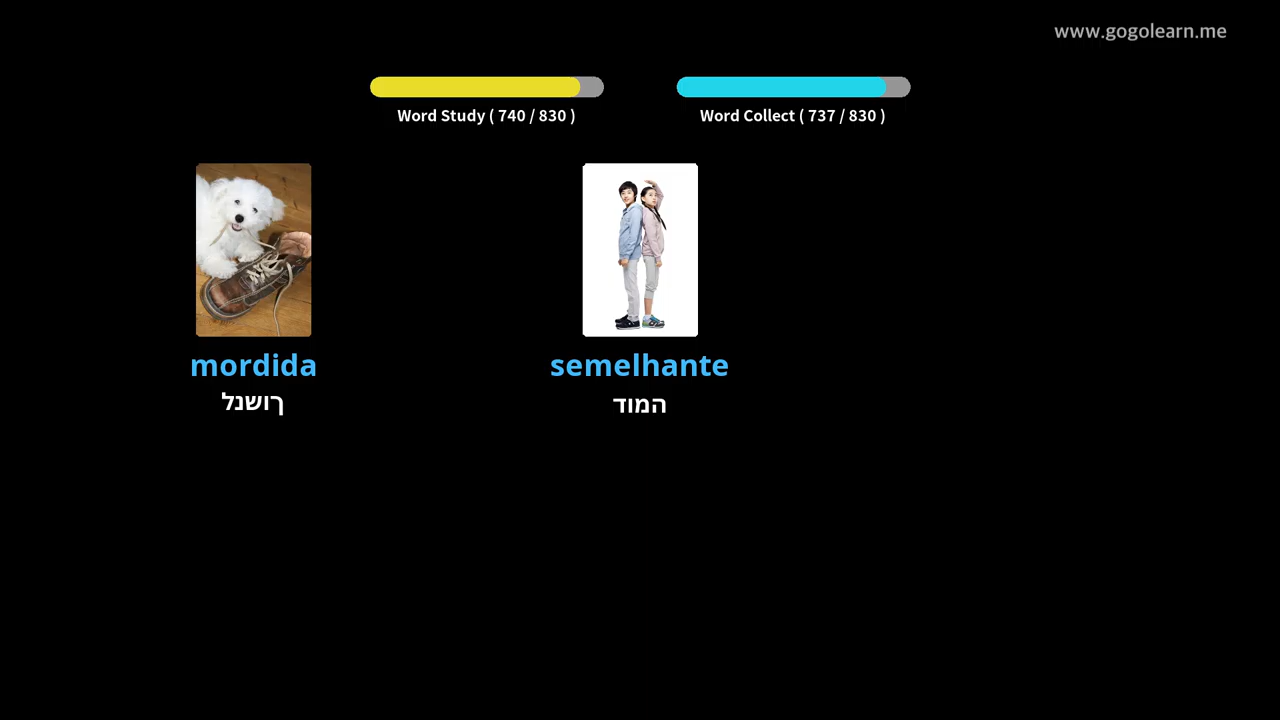 www.gogolearn.me
Word Study ( 740 / 830 )
Word Collect ( 737 / 830 )
mordida
ךושנל
semelhante
המוד